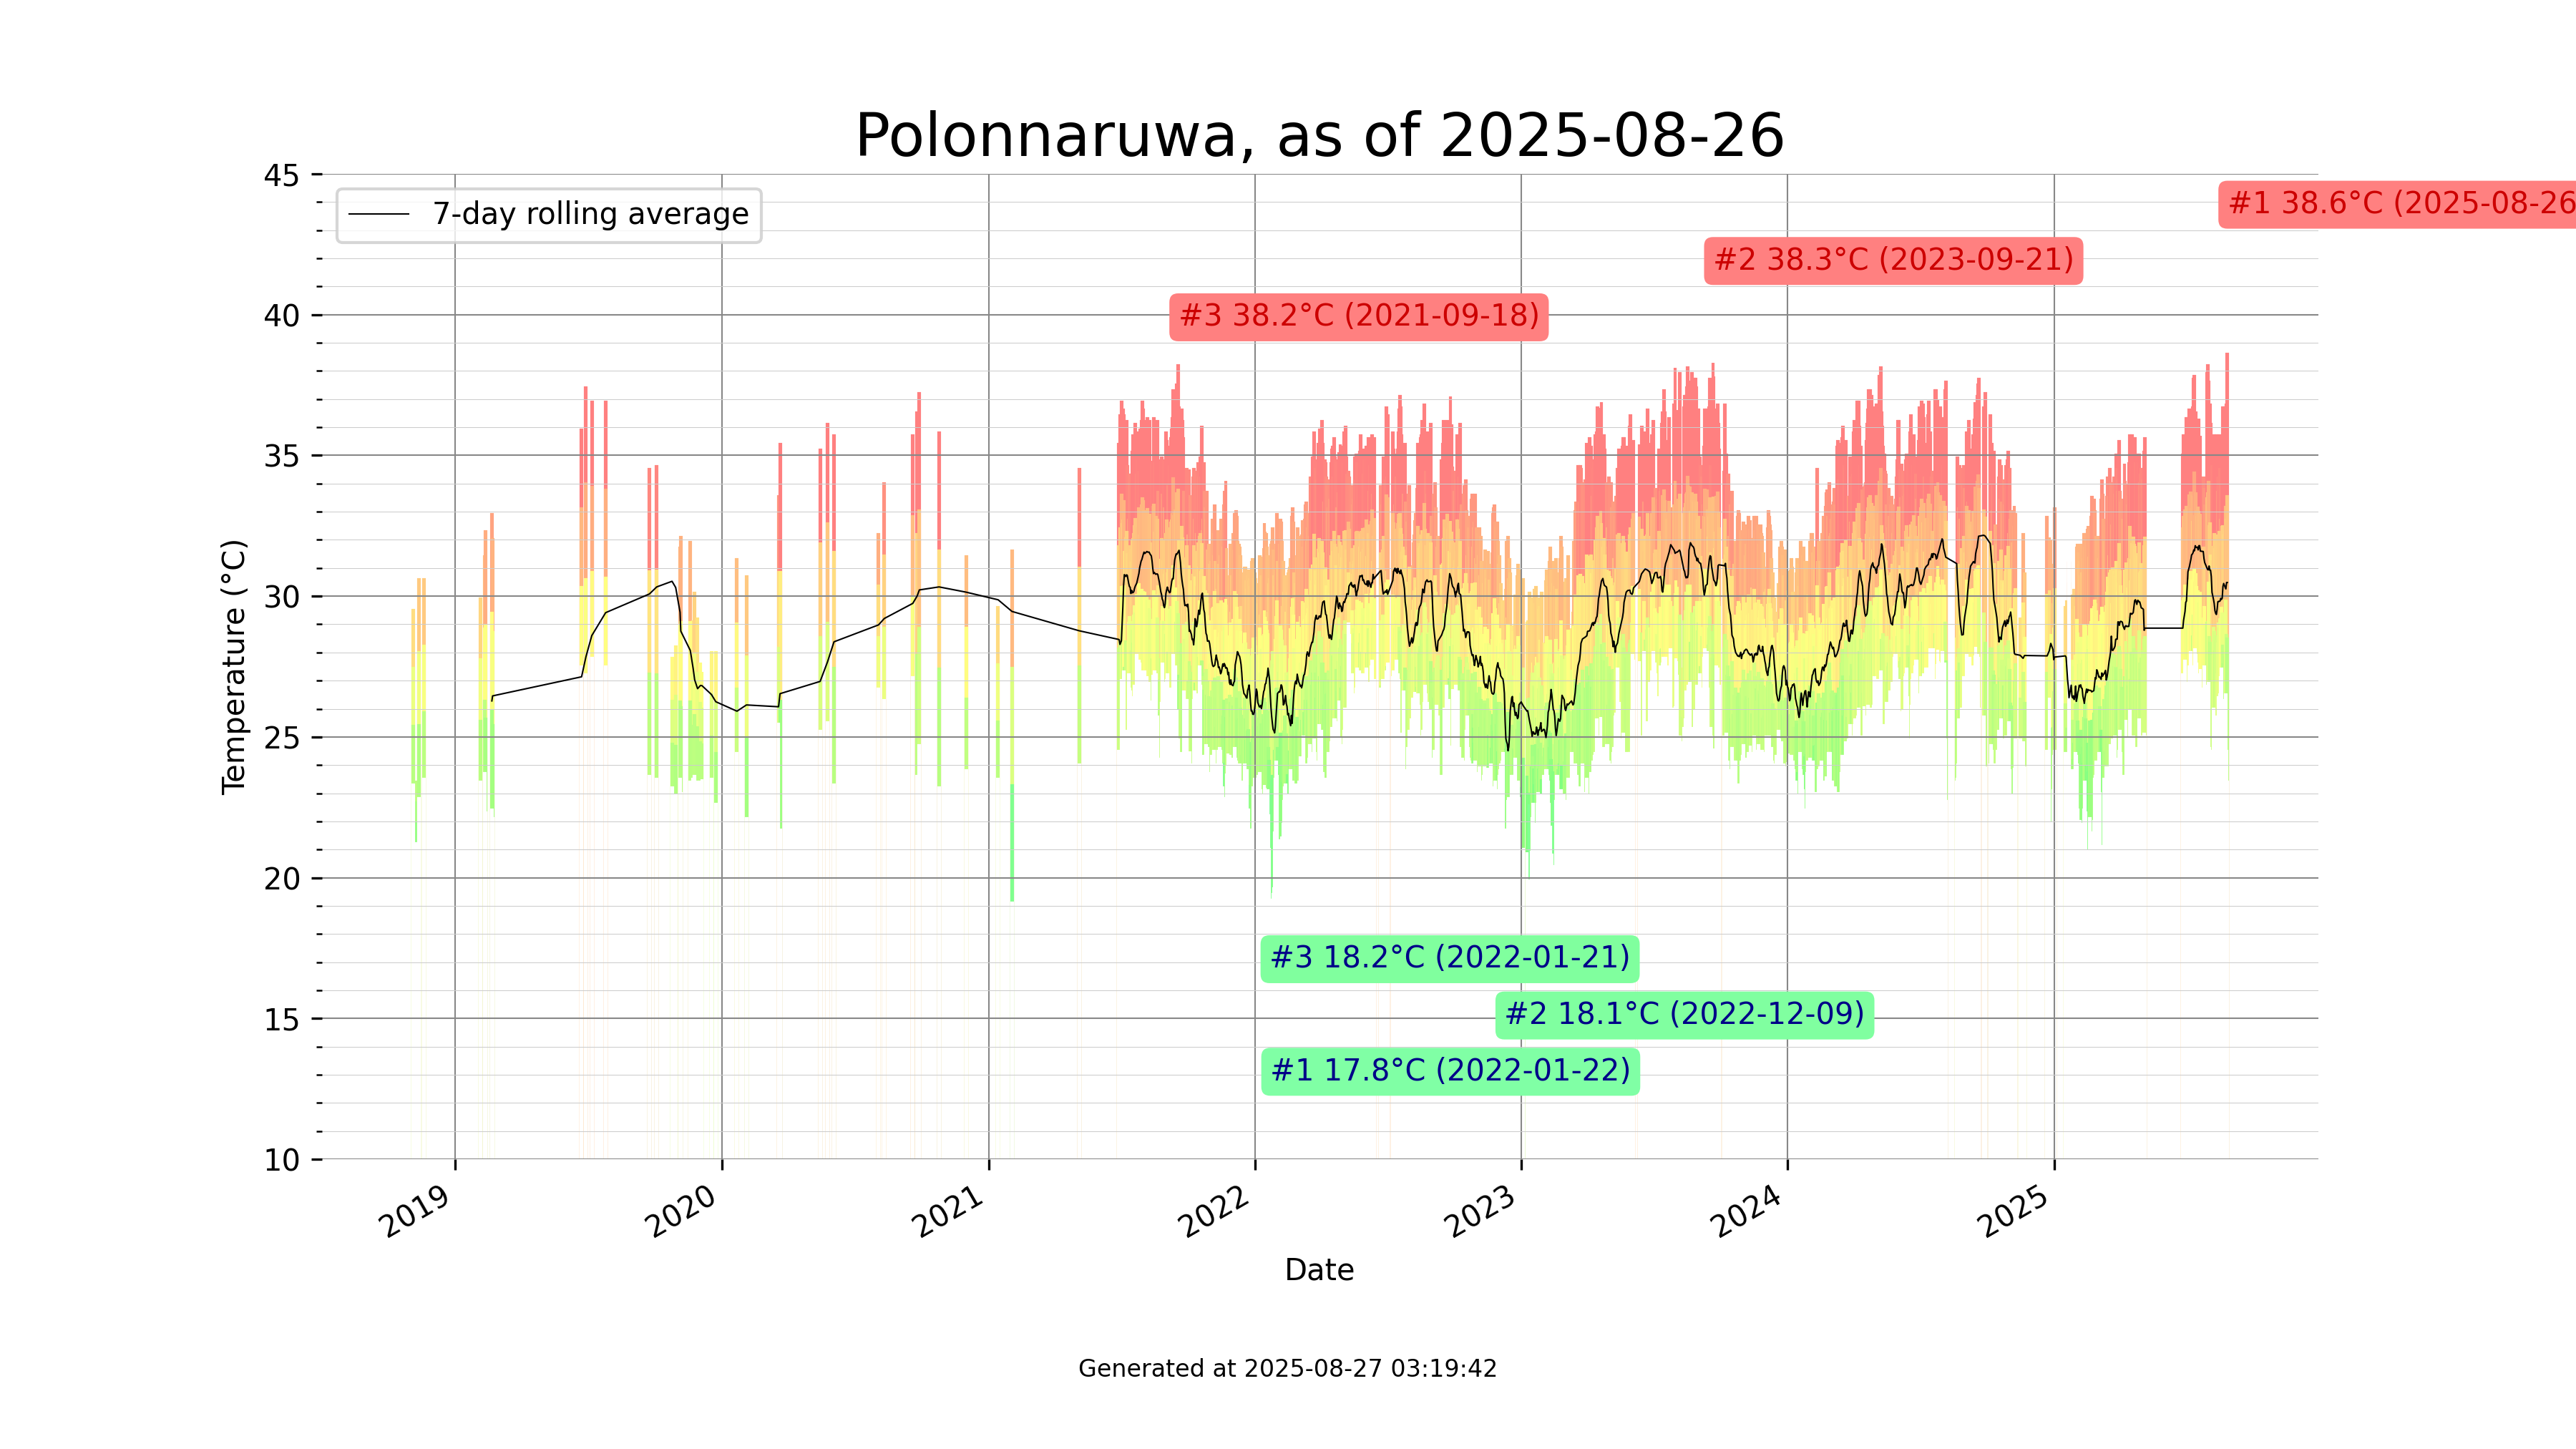 Polonnaruwa, as of 2025-08-26
45
7-day rolling average
#1 38.6°C (2025-08-26
#2 38.3°C (2023-09-21)
40
#3 38.2°C (2021-09-18)
35
30
25
20
15
10
Temperature (°C)
#3 18.2°C (2022-01-21)
#2 18.1°C (2022-12-09)
#1 17.8°C (2022-01-22)
2019
2020
2021
2022
2023
2024
2025
Date
Generated at 2025-08-27 03:19:42